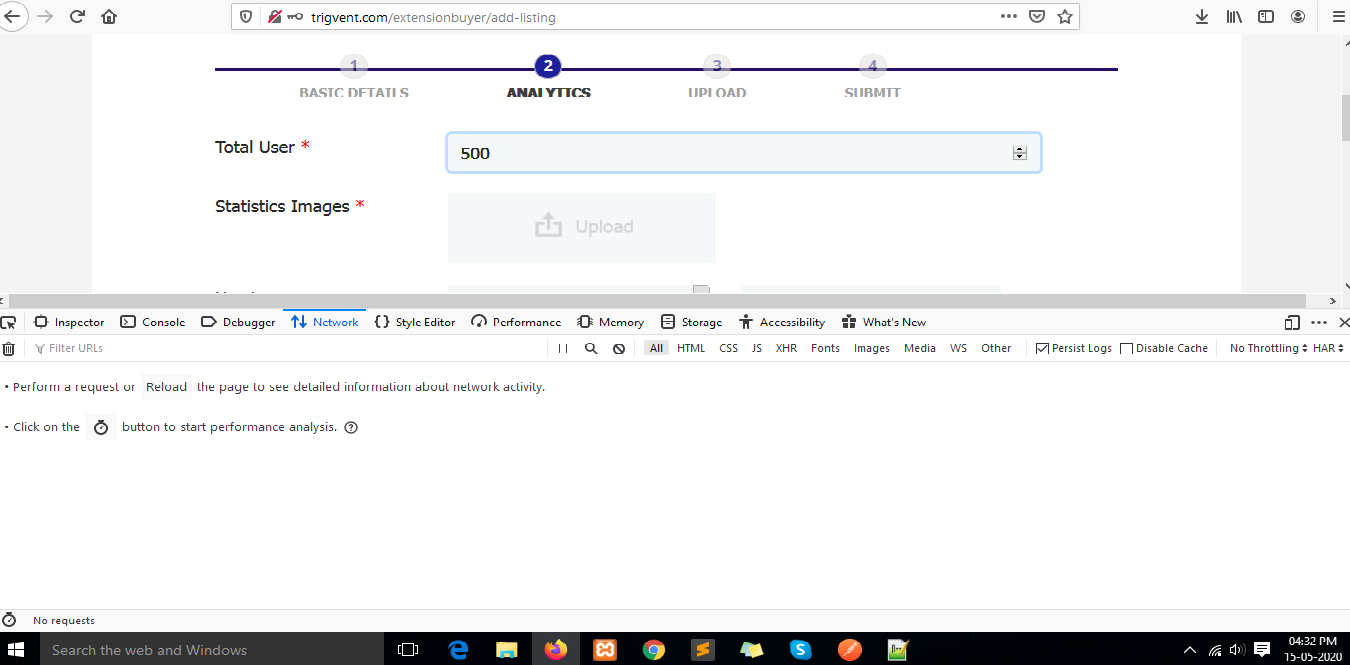 trigvent.com/extensionbuyer/add-listing
1 2 3 4
BASIC DETAILS ANALYTICS UPLOAD SUBMIT
Total User * 500
Statistics Images * Upload
Inspector Console Debugger Network Style Editor Performance Memory Storage Accessibility What's New
Filter URLs All HTML CSS JS XHR Fonts Images Media WS Other Persist Logs Disable Cache No Throttling HAR
• Perform a request or Reload the page to see detailed information about network activity.
• Click on the button to start performance analysis. ?
No requests
Search the web and Windows
04:32 PM
15-05-2020